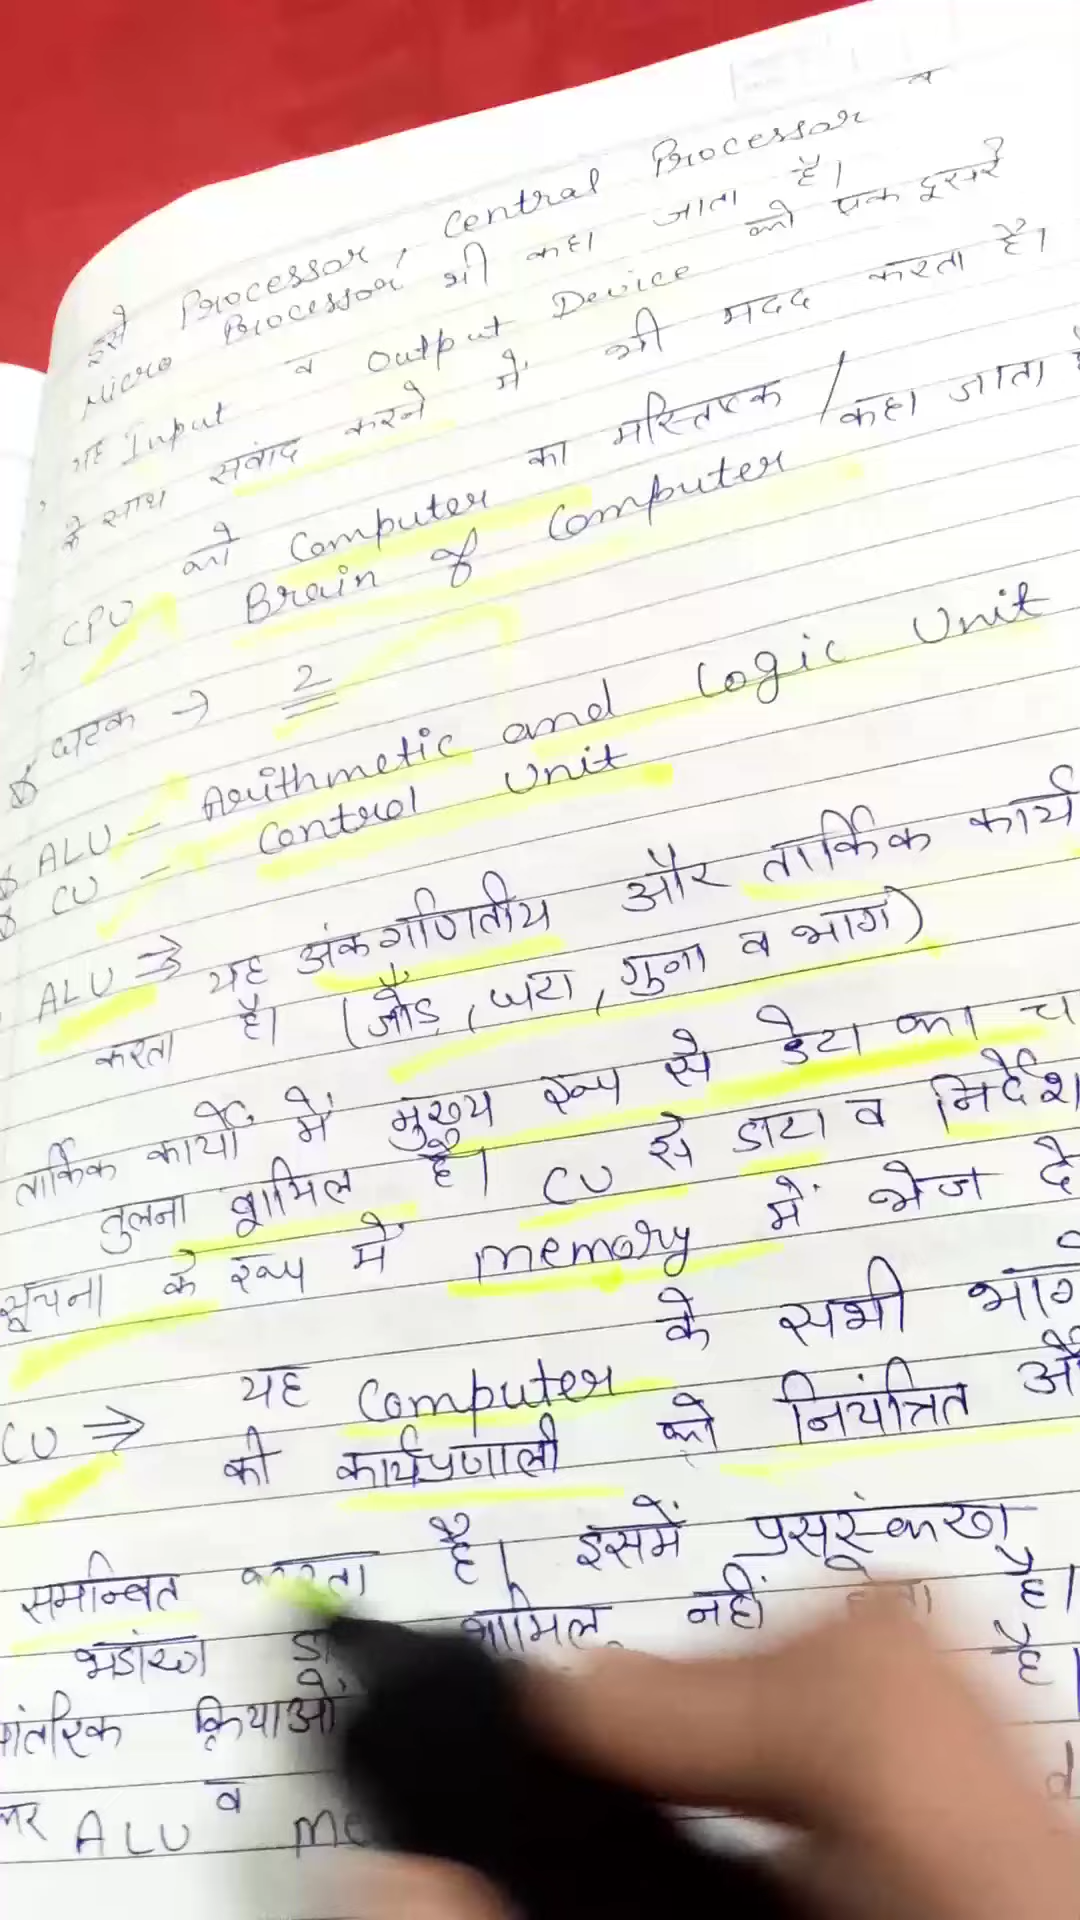 व
इसे Processor, Central Processor
Micro Processor भी कहा जाता है।
यह Input व Output Device को एक दूसरे
के साथ संवाद करने में भी मदद करता है।
→ CPU को Computer का मस्तिष्क /
Brain of Computer कहा जाता
घटक → 2
ALU – Arithmetic and Logic Unit
CU – Control Unit
ALU ⇒ यह अंकगणितीय और तार्किक कार्य
करता है। (जोड़, घटा, गुना व भाग)
तार्किक कार्यों में मुख्य रूप से डेटा का च
तुलना शामिल है। CU से डाटा व निर्देश
सूचना के रूप में memory में भेज दे
CU ⇒ यह Computer के सभी भाग
की कार्यप्रणाली को नियंत्रित औ
समन्वित करता है। इसमें प्रसंस्करण
भडांरण शामिल नहीं होता है।
क्रियाओं है।
ALU व